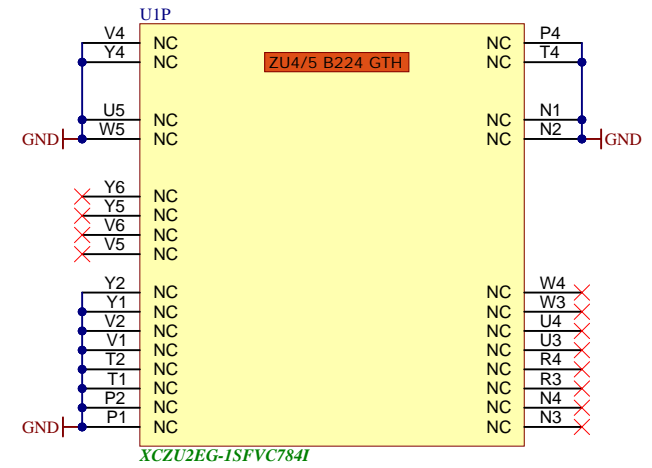 U1P
V4 NC NC P4
Y4 NC ZU4/5 B224 GTH NC T4
U5 NC NC N1
GND W5 NC NC N2 GND
Y6 NC
Y5 NC
V6 NC
V5 NC
Y2 NC NC W4
Y1 NC NC W3
V2 NC NC U4
V1 NC NC U3
T2 NC NC R4
T1 NC NC R3
P2 NC NC N4
GND P1 NC NC N3
XCZU2EG-1SFVC784I